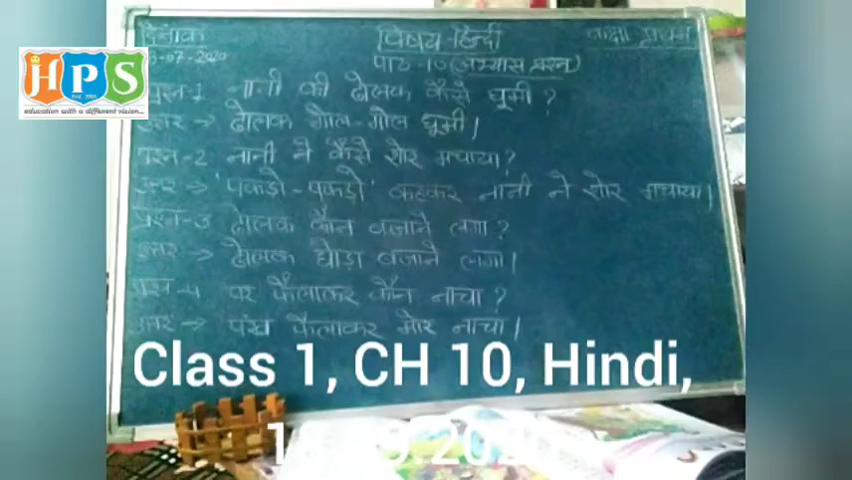 HPS
education with a different vision...
दिनांक
विषय हिन्दी
कक्षा प्रथम
-07-2020
पाठ-10 (अभ्यास प्रश्न)
प्रश्न-1 नानी की ढोलक कैसे घूमी?
उत्तर → ढोलक गोल-गोल घूमी।
प्रश्न-2 नानी ने कैसे शोर मचाया?
उत्तर → 'पकड़ो-पकड़ो' कहकर नानी ने शोर मचाया।
प्रश्न-3 ढोलक कौन बजाने लगा?
उत्तर → ढोलक घोड़ा बजाने लगा।
प्रश्न-4 पर फैलाकर कौन नाचा?
उत्तर → पंख फैलाकर मोर नाचा।
Class 1, CH 10, Hindi,